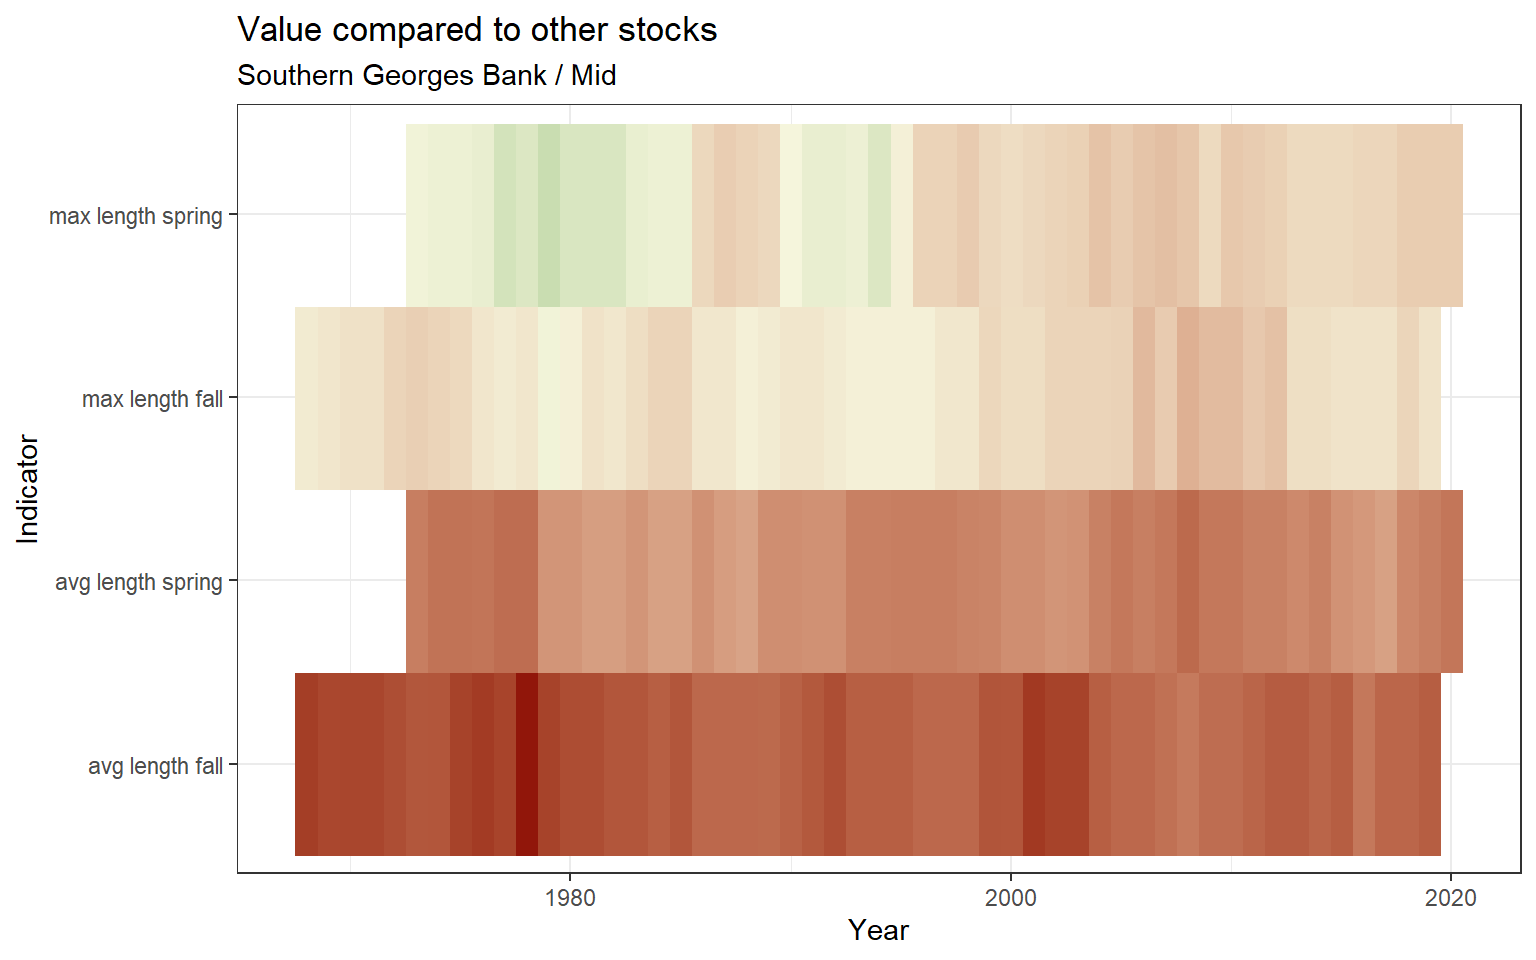 Value compared to other stocks
Southern Georges Bank / Mid
max length spring
max length fall
avg length spring
avg length fall
Indicator
1980
2000
2020
Year